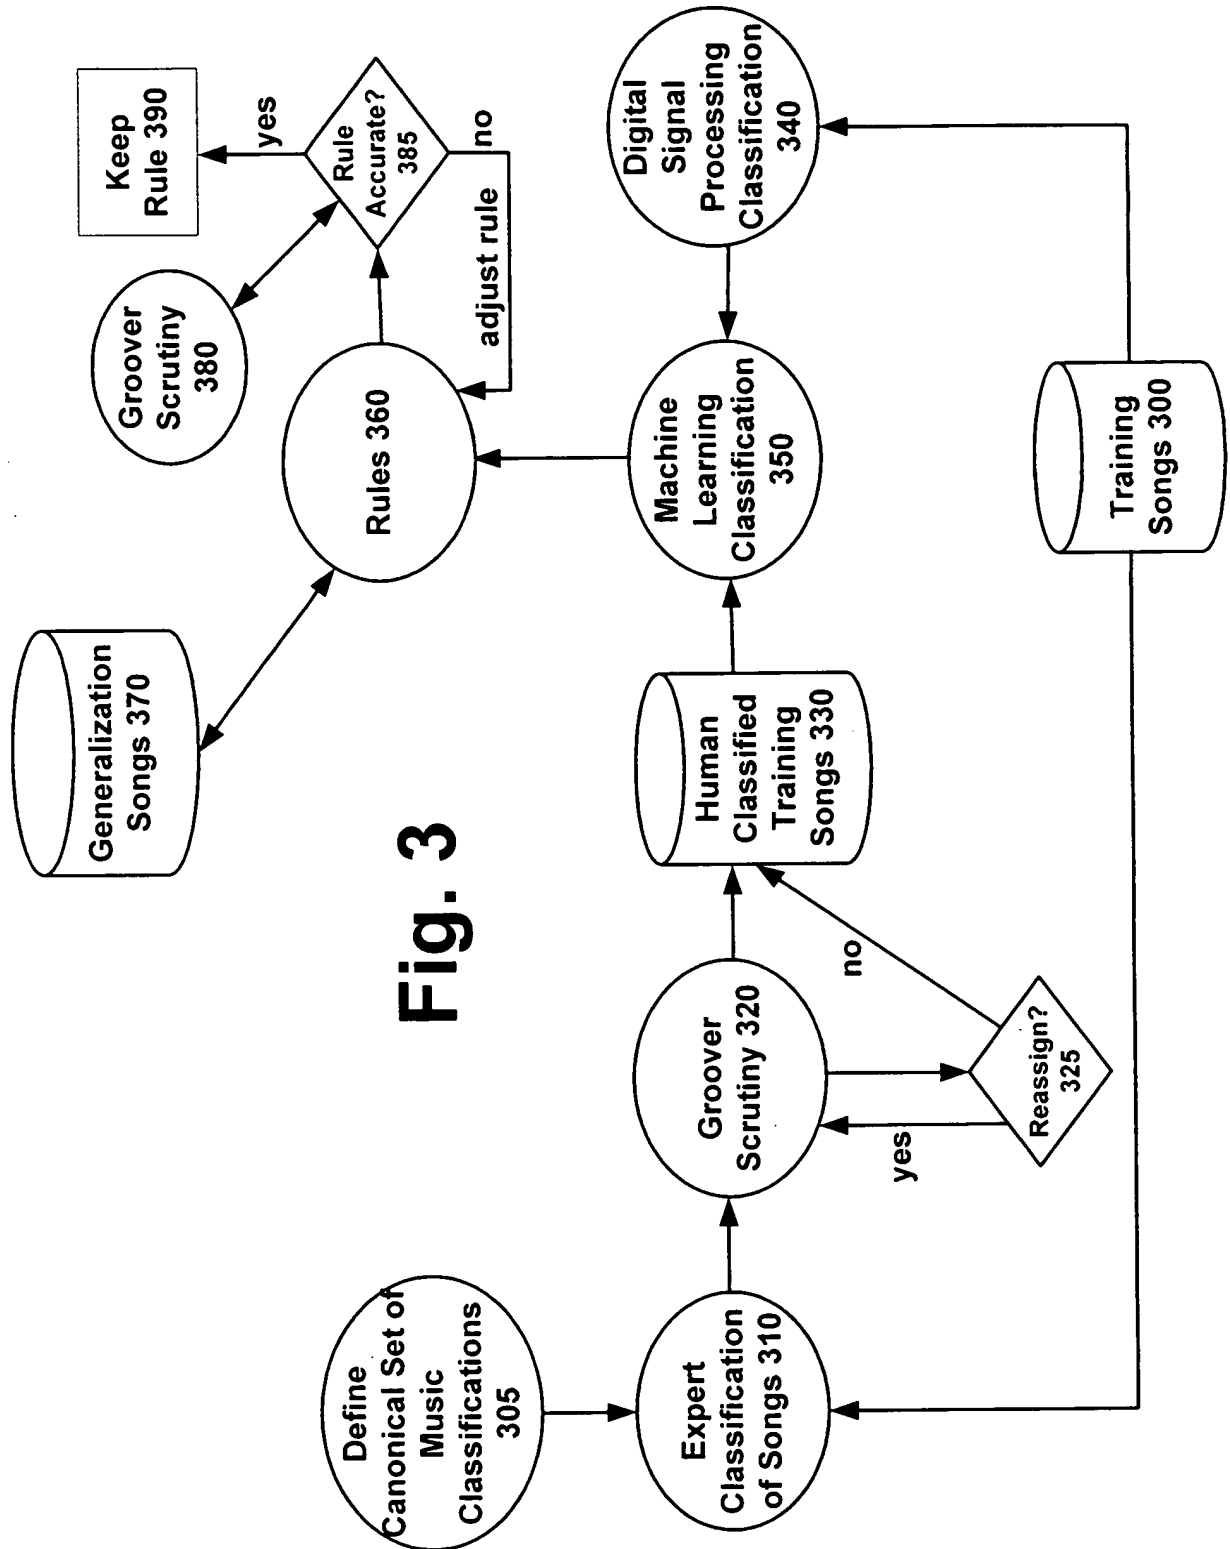 Define
Canonical Set of
Music
Classifications
305
Expert
Classification
of Songs 310
Groover
Scrutiny 320
yes
no
Reassign?
325
Human
Classified
Training
Songs 330
Fig. 3
Generalization
Songs 370
Rules 360
Machine
Learning
Classification
350
Training
Songs 300
Groover
Scrutiny
380
adjust rule
Keep
Rule 390
yes
Rule
Accurate?
385
no
Digital
Signal
Processing
Classification
340